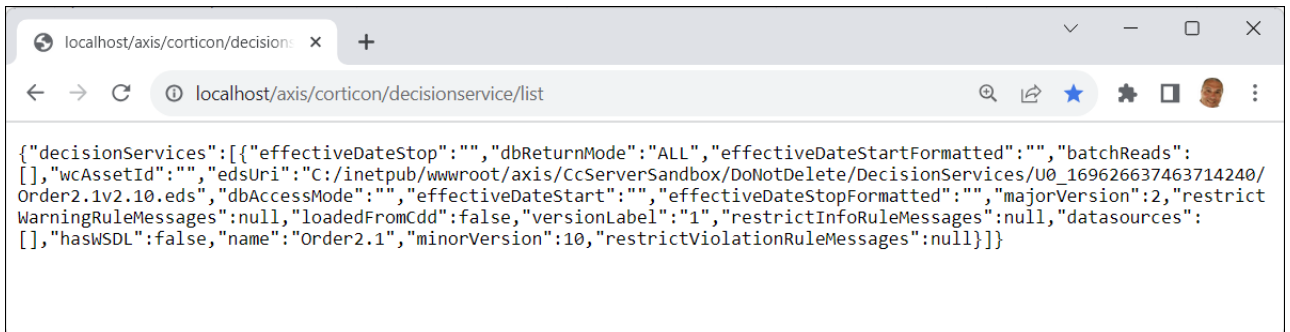 localhost/axis/corticon/decisions
localhost/axis/corticon/decisionservice/list
{"decisionServices":[{"effectiveDateStop":"","dbReturnMode":"ALL","effectiveDateStartFormatted":"","batchReads":
[],"wcAssetId":"","edsUri":"C:/inetpub/wwwroot/axis/CcServerSandbox/DoNotDelete/DecisionServices/U0_169626637463714240/
Order2.1v2.10.eds","dbAccessMode":"","effectiveDateStart":"","effectiveDateStopFormatted":"","majorVersion":2,"restrict
WarningRuleMessages":null,"loadedFromCdd":false,"versionLabel":"1","restrictInfoRuleMessages":null,"datasources":
[],"hasWSDL":false,"name":"Order2.1","minorVersion":10,"restrictViolationRuleMessages":null}]}